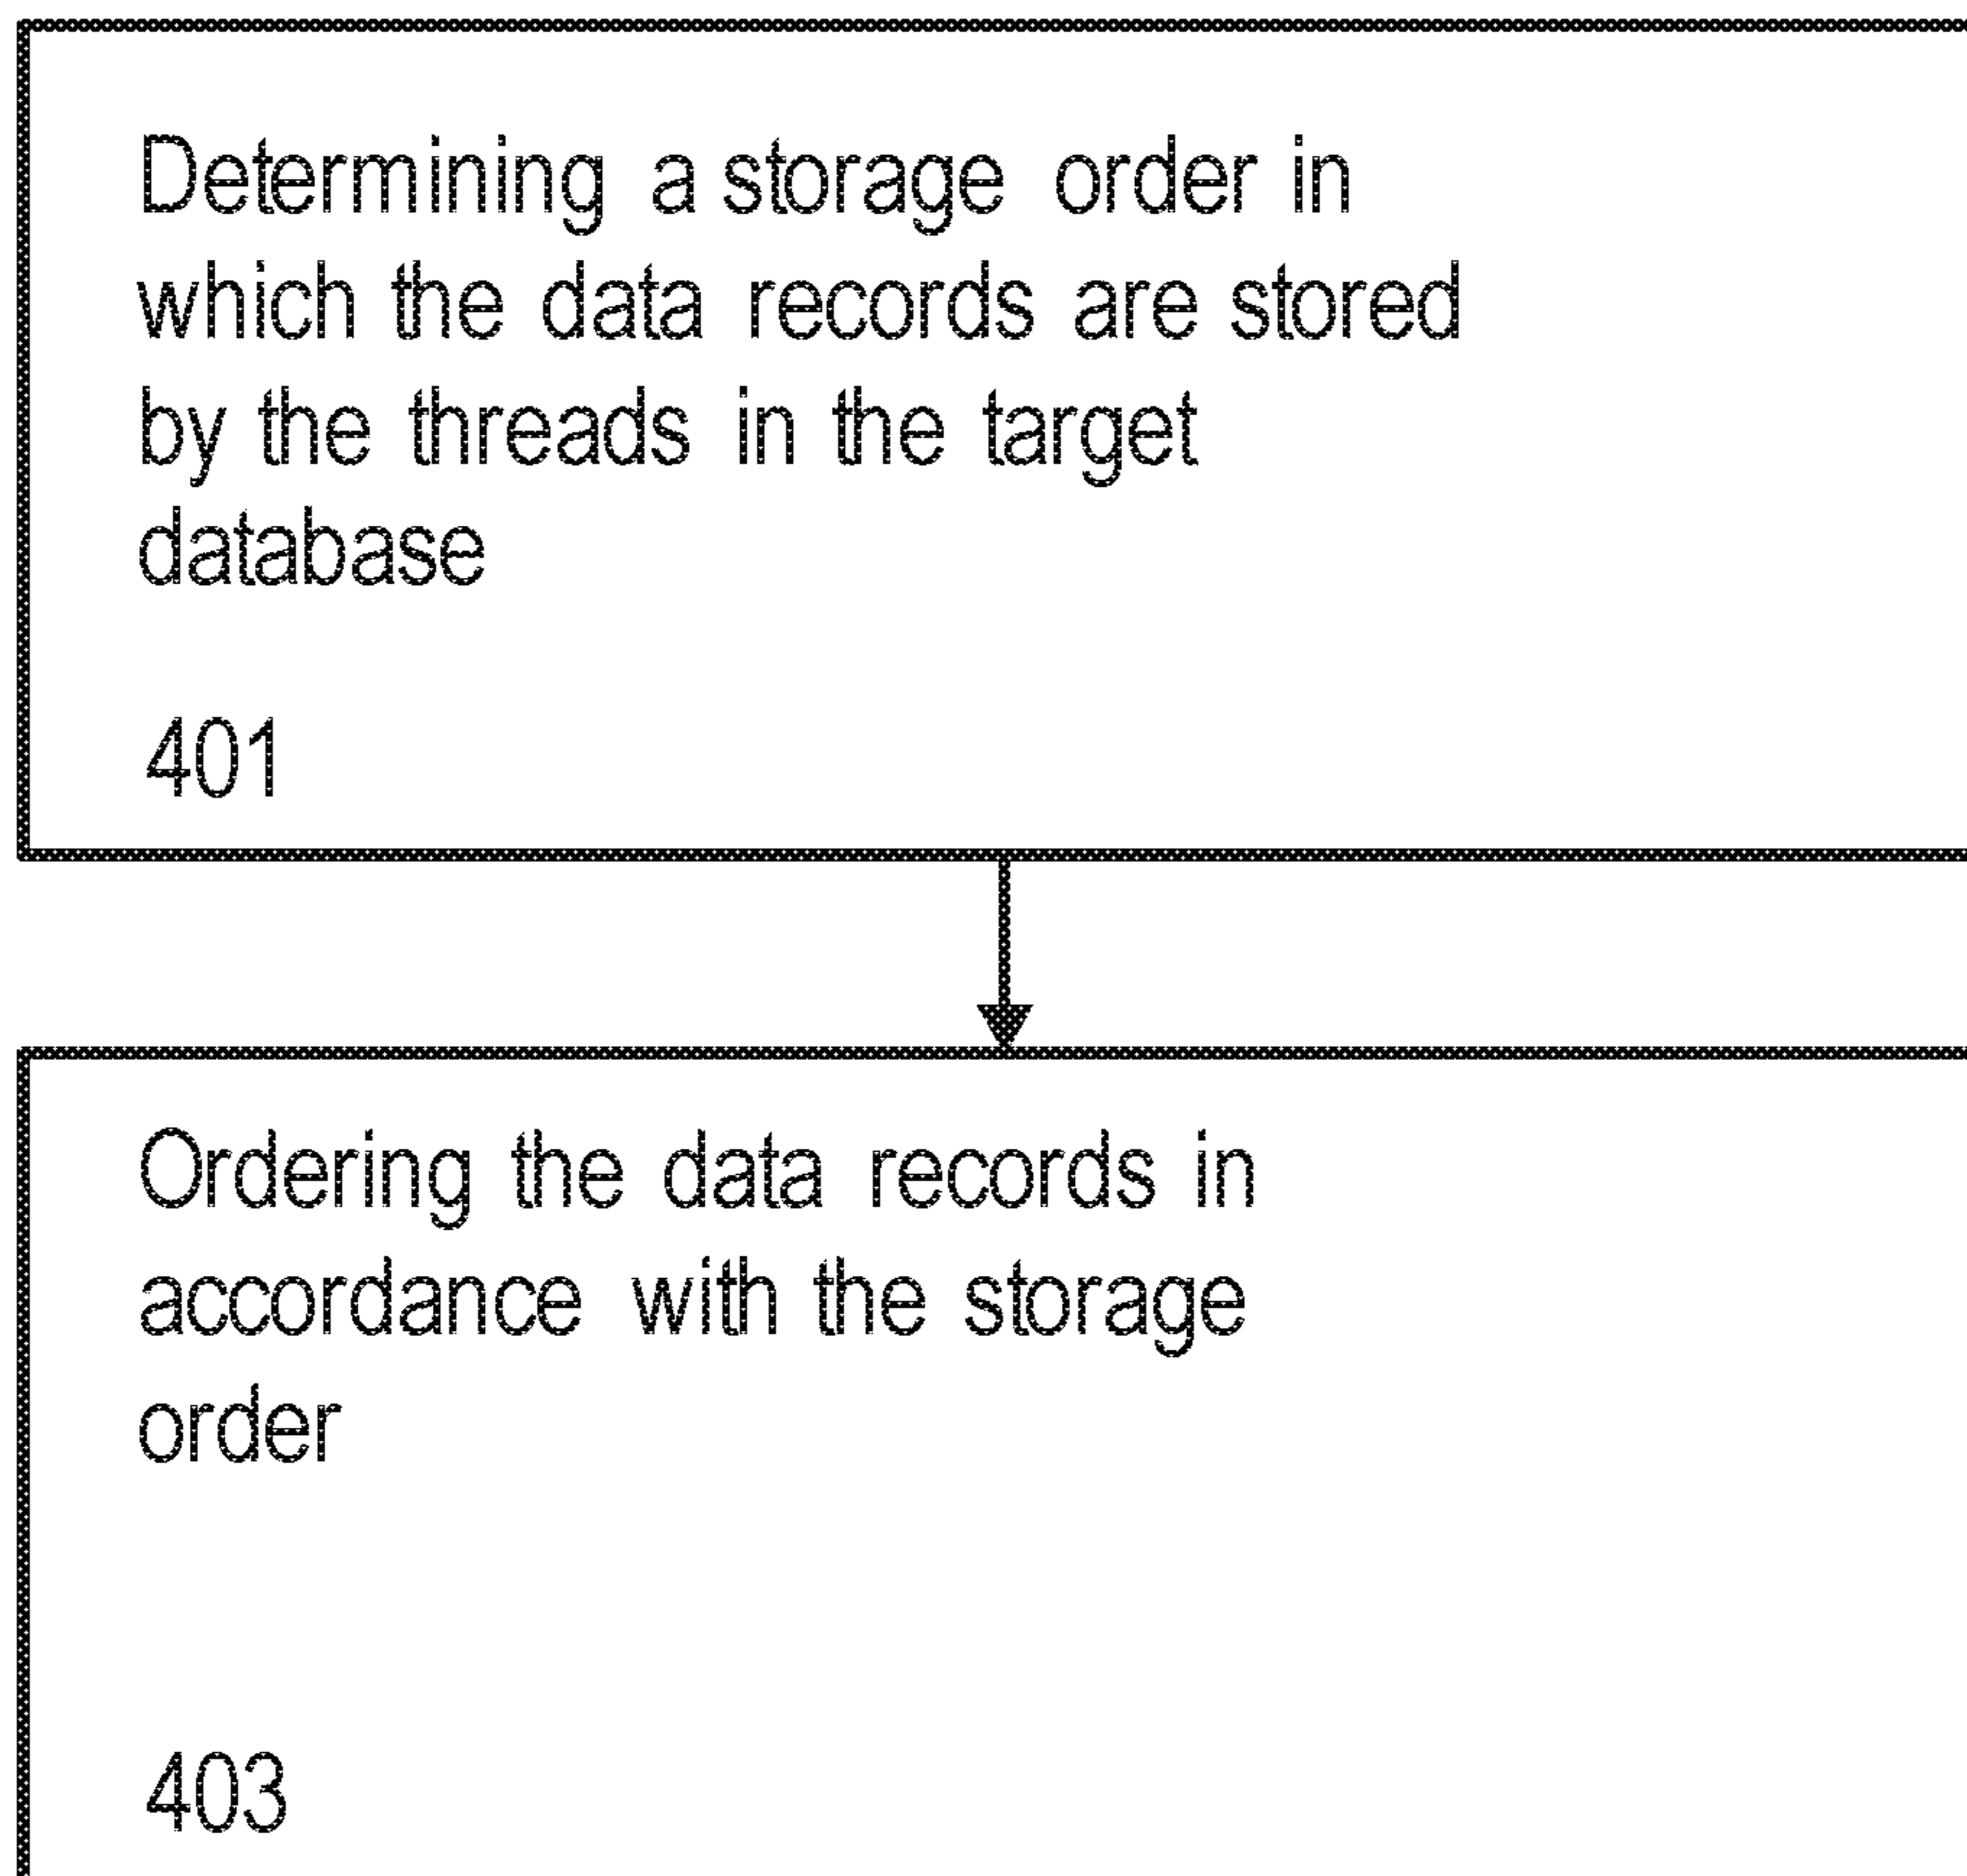 Determining a storage order in
which the data records are stored
by the threads in the target
database
401
Ordering the data records in
accordance with the storage
order
403